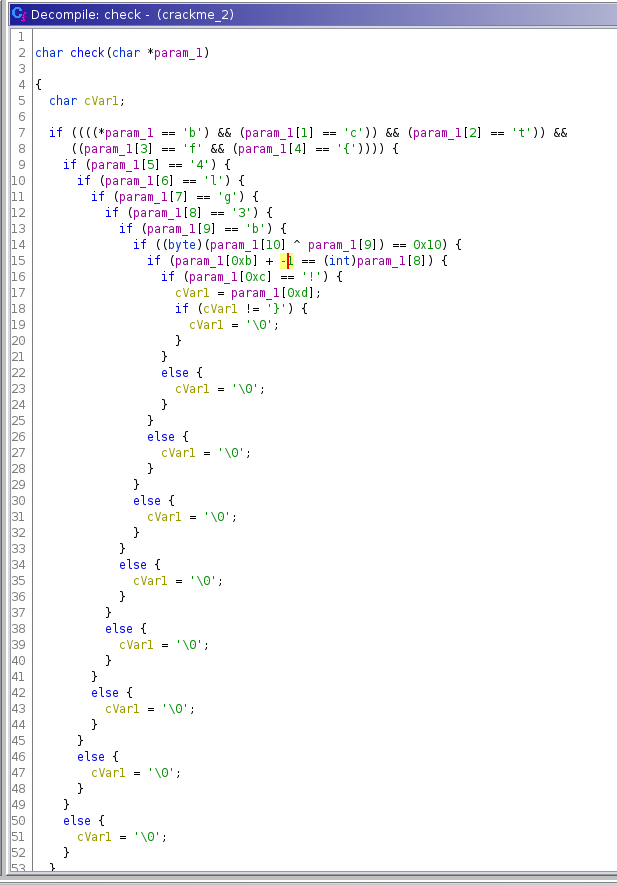 Decompile: check - (crackme_2)
1
2 char check(char *param_1)
3
4 {
5   char cVar1;
6
7   if ((((*param_1 == 'b') && (param_1[1] == 'c')) && (param_1[2] == 't')) &&
8      ((param_1[3] == 'f' && (param_1[4] == '{')))) {
9     if (param_1[5] == '4') {
10       if (param_1[6] == 'l') {
11         if (param_1[7] == 'g') {
12           if (param_1[8] == '3') {
13             if (param_1[9] == 'b') {
14               if ((byte)(param_1[10] ^ param_1[9]) == 0x10) {
15                 if (param_1[0xb] + -1 == (int)param_1[8]) {
16                   if (param_1[0xc] == '!') {
17                     cVar1 = param_1[0xd];
18                     if (cVar1 != '}') {
19                       cVar1 = '\0';
20                     }
21                   }
22                   else {
23                     cVar1 = '\0';
24                   }
25                 }
26                 else {
27                   cVar1 = '\0';
28                 }
29               }
30               else {
31                 cVar1 = '\0';
32               }
33             }
34             else {
35               cVar1 = '\0';
36             }
37           }
38           else {
39             cVar1 = '\0';
40           }
41         }
42         else {
43           cVar1 = '\0';
44         }
45       }
46       else {
47         cVar1 = '\0';
48       }
49     }
50     else {
51       cVar1 = '\0';
52     }
53   }